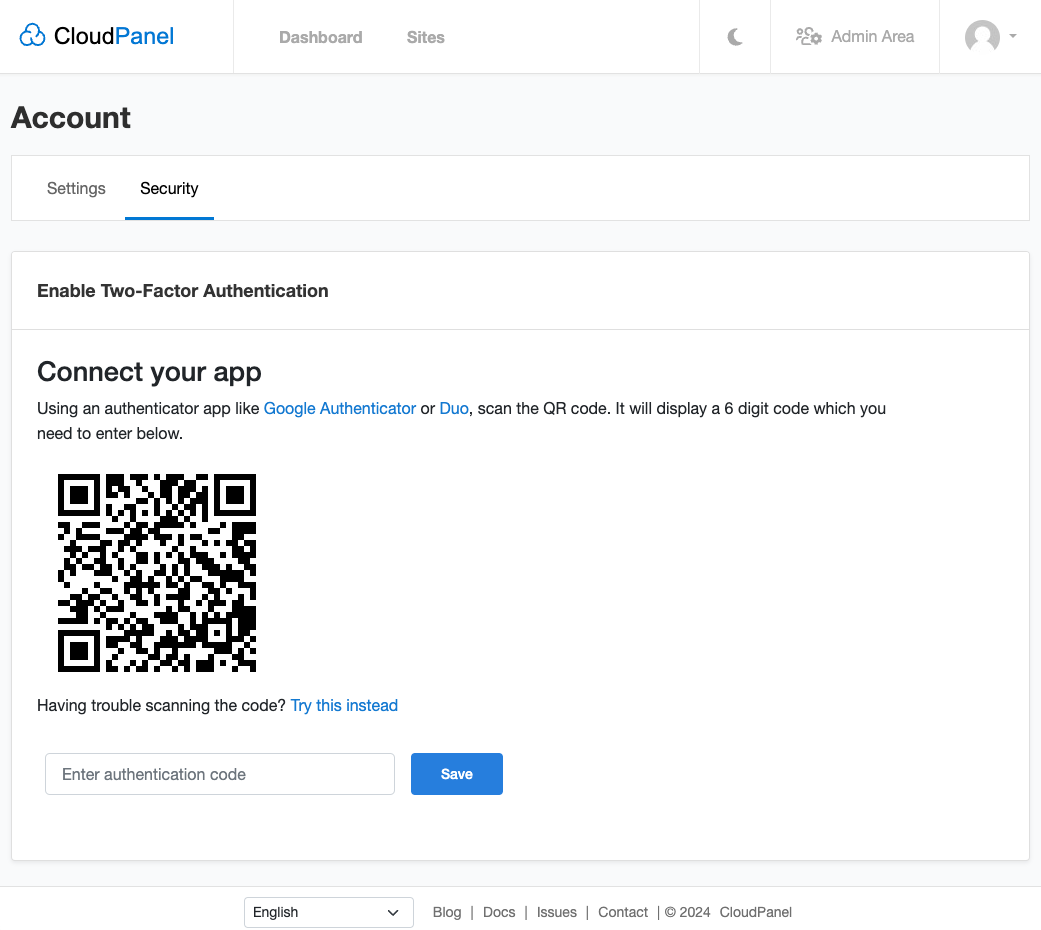 CloudPanel
Dashboard
Sites
Admin Area
Account
Settings
Security
Enable Two-Factor Authentication
Connect your app
Using an authenticator app like Google Authenticator or Duo, scan the QR code. It will display a 6 digit code which you
need to enter below.
Having trouble scanning the code? Try this instead
Enter authentication code
Save
English
Blog | Docs | Issues | Contact | © 2024 CloudPanel